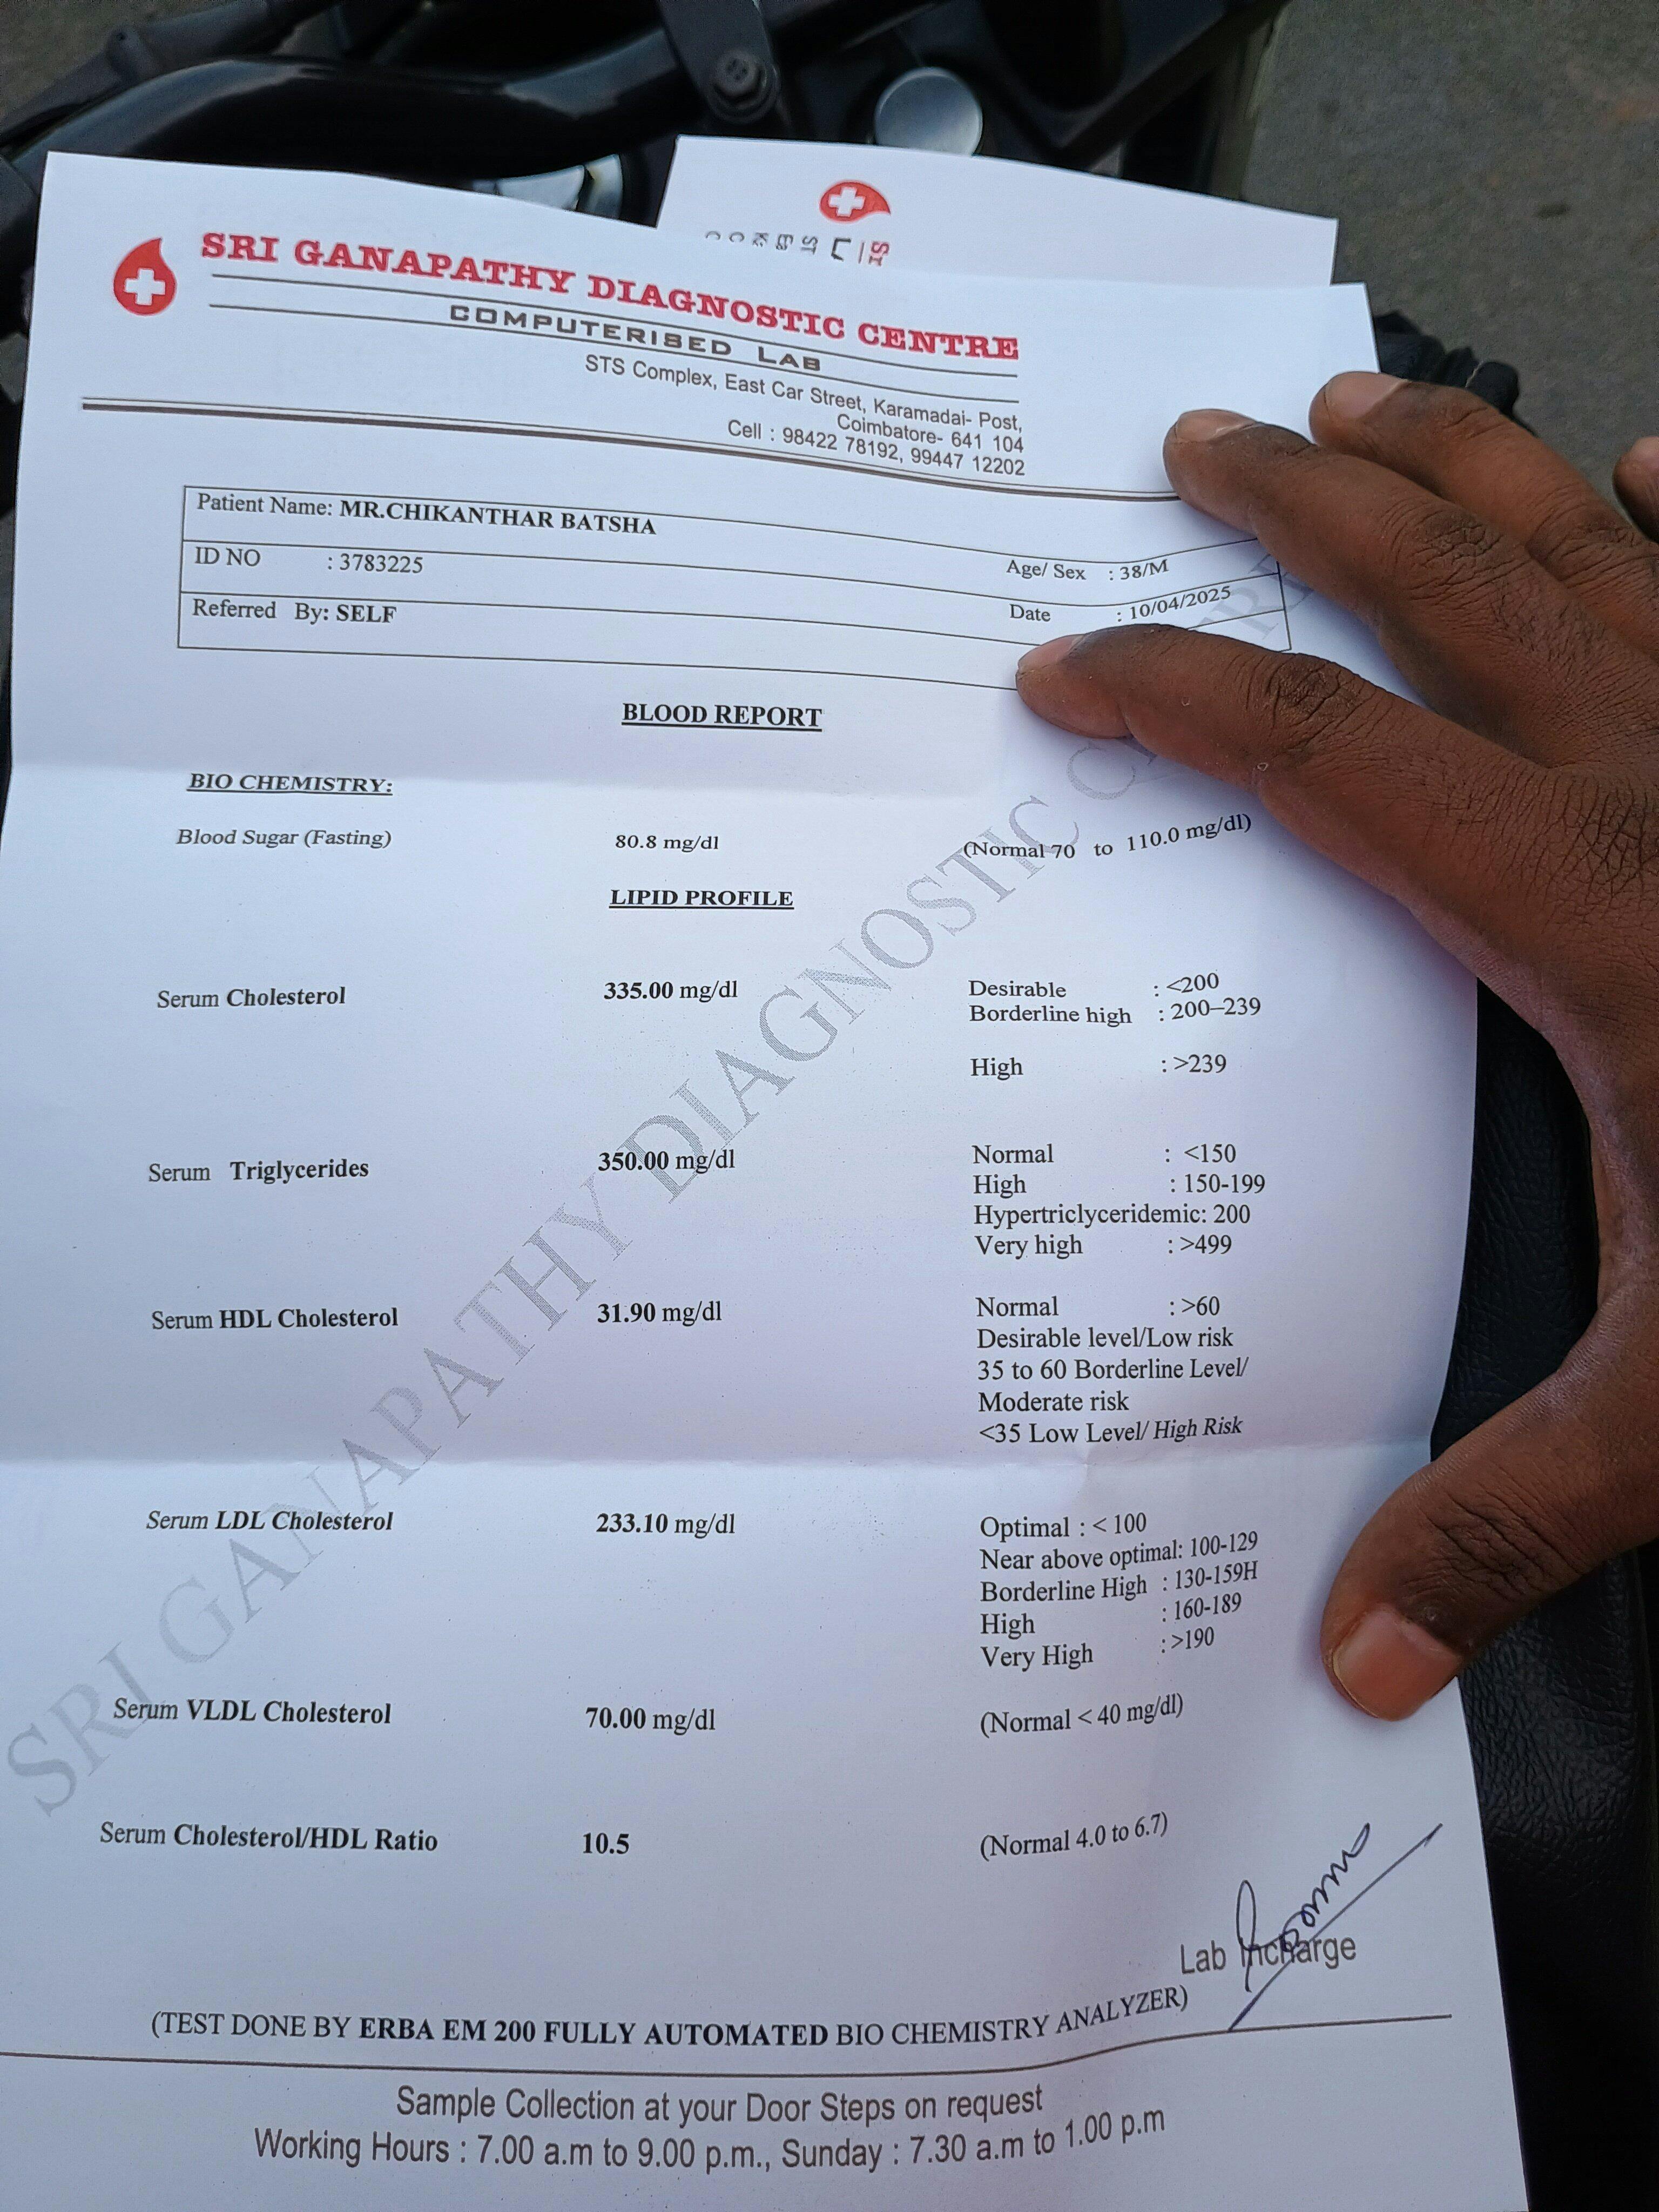 SRI GANAPATHY DIAGNOSTIC CENTRE
COMPUTERISED LAB
STS Complex, East Car Street, Karamadai- Post,
Coimbatore- 641 104
Cell : 98422 78192, 99447 12202
Patient Name: MR.CHIKANTHAR BATSHA
ID NO : 3783225 Age/ Sex : 38/M
Referred By: SELF Date : 10/04/2025
BLOOD REPORT
BIO CHEMISTRY:
Blood Sugar (Fasting) 80.8 mg/dl (Normal 70 to 110.0 mg/dl)
LIPID PROFILE
Serum Cholesterol 335.00 mg/dl Desirable : <200
Borderline high : 200–239
High : >239
Serum Triglycerides 350.00 mg/dl Normal : <150
High : 150-199
Hypertriclyceridemic: 200
Very high : >499
Serum HDL Cholesterol 31.90 mg/dl Normal : >60
Desirable level/Low risk
35 to 60 Borderline Level/
Moderate risk
<35 Low Level/ High Risk
Serum LDL Cholesterol 233.10 mg/dl Optimal : < 100
Near above optimal: 100-129
Borderline High : 130-159H
High : 160-189
Very High : >190
Serum VLDL Cholesterol 70.00 mg/dl (Normal < 40 mg/dl)
Serum Cholesterol/HDL Ratio 10.5 (Normal 4.0 to 6.7)
Lab Incharge
(TEST DONE BY ERBA EM 200 FULLY AUTOMATED BIO CHEMISTRY ANALYZER)
Sample Collection at your Door Steps on request
Working Hours : 7.00 a.m to 9.00 p.m., Sunday : 7.30 a.m to 1.00 p.m
SRI GANAPATHY DIAGNOSTIC